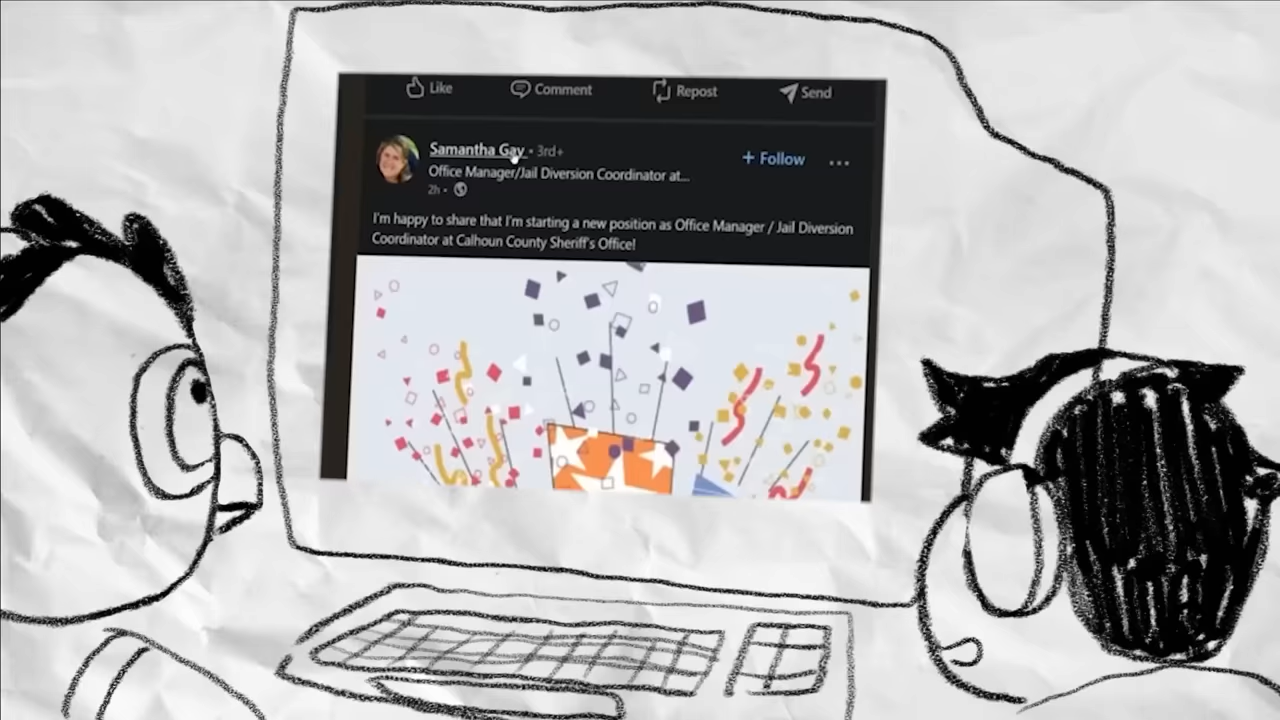 Like Comment Repost Send
Samantha Gay • 3rd+
+ Follow
Office Manager/Jail Diversion Coordinator at...
2h •
I'm happy to share that I'm starting a new position as Office Manager / Jail Diversion
Coordinator at Calhoun County Sheriff's Office!